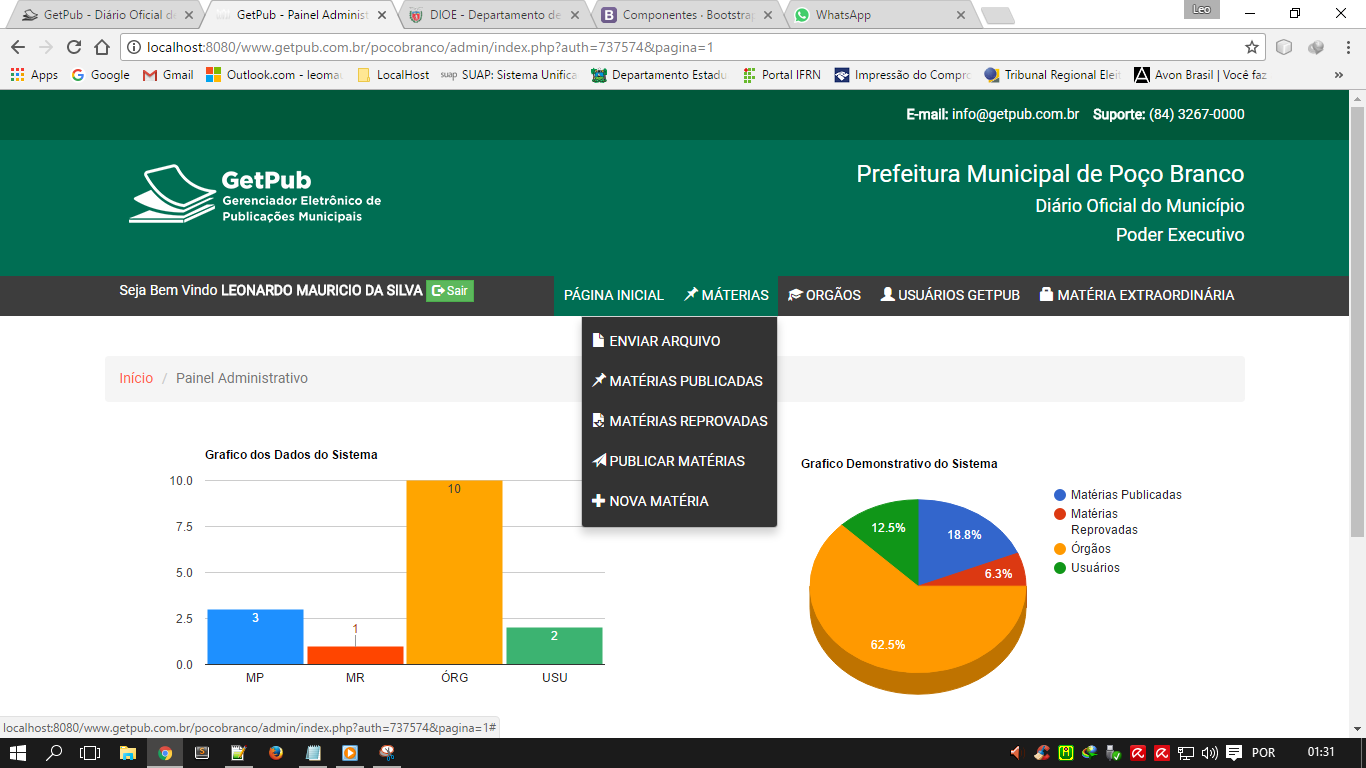 GetPub - Diário Oficial de
GetPub - Painel Administ
DIOE - Departamento de
Componentes · Bootstrap
WhatsApp
Leo
localhost:8080/www.getpub.com.br/pocobranco/admin/index.php?auth=737574&pagina=1
Apps
Google
Gmail
Outlook.com - leomau
LocalHost
suap SUAP: Sistema Unifica
Departamento Estadu
Portal IFRN
Impressão do Compro
Tribunal Regional Eleit
Avon Brasil | Você faz
E-mail: info@getpub.com.br Suporte: (84) 3267-0000
GetPub
Gerenciador Eletrônico de
Publicações Municipais
Prefeitura Municipal de Poço Branco
Diário Oficial do Município
Poder Executivo
Seja Bem Vindo LEONARDO MAURICIO DA SILVA Sair
PÁGINA INICIAL
MÁTERIAS
ORGÃOS
USUÁRIOS GETPUB
MATÉRIA EXTRAORDINÁRIA
ENVIAR ARQUIVO
MATÉRIAS PUBLICADAS
MATÉRIAS REPROVADAS
PUBLICAR MATÉRIAS
NOVA MATÉRIA
Início / Painel Administrativo
Grafico dos Dados do Sistema
10.0
7.5
5.0
2.5
0.0
3
1
10
2
MP
MR
ÓRG
USU
Grafico Demonstrativo do Sistema
12.5%
18.8%
6.3%
62.5%
Matérias Publicadas
Matérias
Reprovadas
Órgãos
Usuários
localhost:8080/www.getpub.com.br/pocobranco/admin/index.php?auth=737574&pagina=1#
POR
01:31